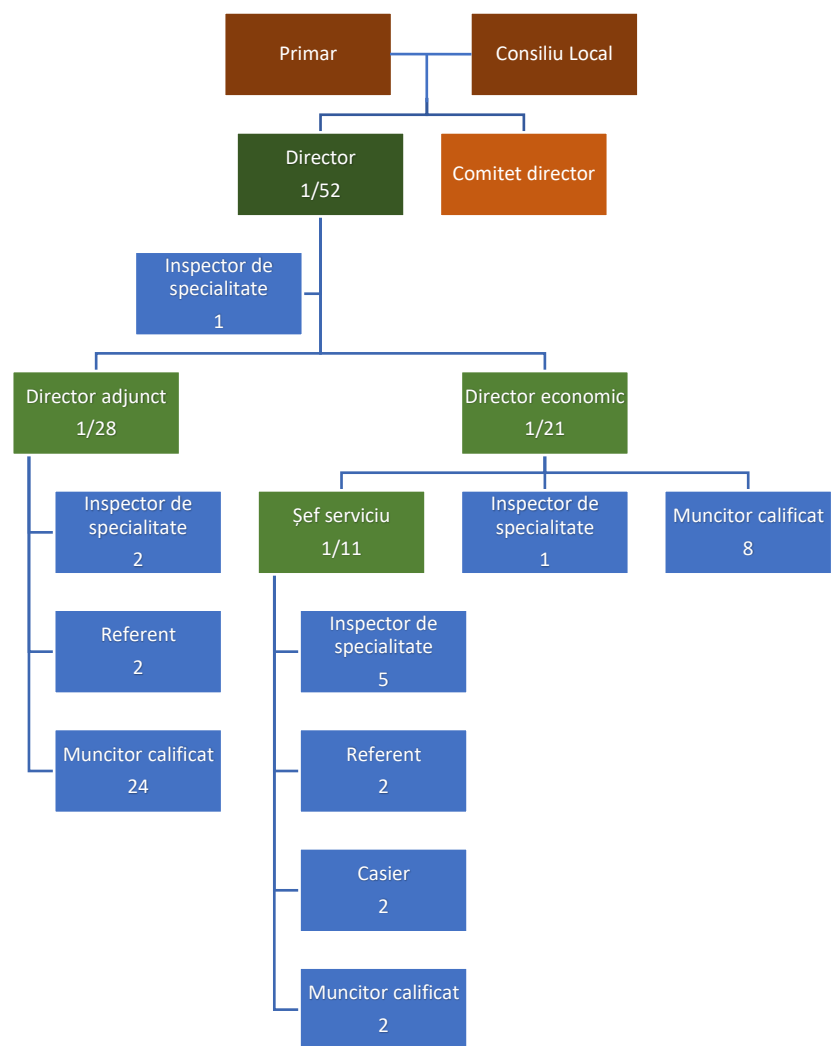 Primar
Consiliu Local
Director
1/52
Comitet director
Inspector de
specialitate
1
Director adjunct
1/28
Director economic
1/21
Inspector de
specialitate
2
Referent
2
Muncitor calificat
24
Șef serviciu
1/11
Inspector de
specialitate
1
Muncitor calificat
8
Inspector de
specialitate
5
Referent
2
Casier
2
Muncitor calificat
2